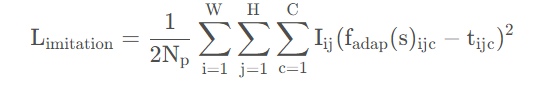 L_imitation = 1/(2N_p) ∑_{i=1}^{W} ∑_{j=1}^{H} ∑_{c=1}^{C} I_ij(f_adap(s)_ijc − t_ijc)²